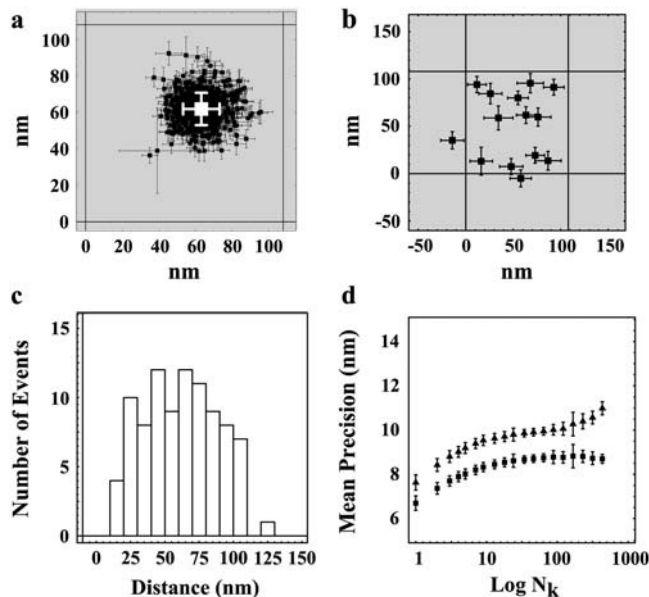 a
100
80
60
40
20
0
nm
0 20 40 60 80 100
nm
b
150
100
50
0
-50
nm
-50 0 50 100 150
nm
c
15
10
5
0
Number of Events
0 25 50 75 100 125 150
Distance (nm)
d
14
12
10
8
6
Mean Precision (nm)
1 10 100 1000
Log Nk